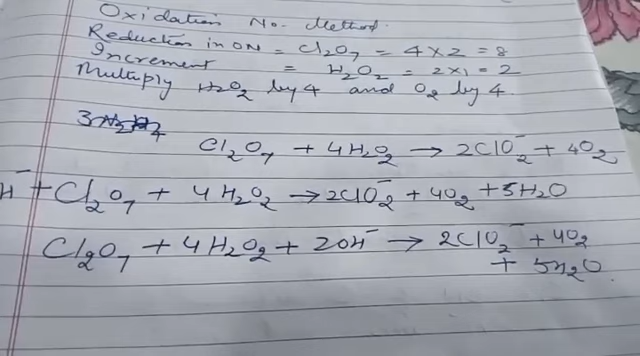 Oxidation No. Method.
Reduction in ON = Cl₂O₇ = 4 × 2 = 8
Increment = H₂O₂ = 2×1 = 2
Multiply H₂O₂ by 4 and O₂ by 4
Cl₂O₇ + 4H₂O₂ → 2ClO₂⁻ + 4O₂
H⁻ + Cl₂O₇ + 4H₂O₂ → 2ClO₂⁻ + 4O₂ + 5H₂O
Cl₂O₇ + 4H₂O₂ + 2OH⁻ → 2ClO₂⁻ + 4O₂
+ 5H₂O